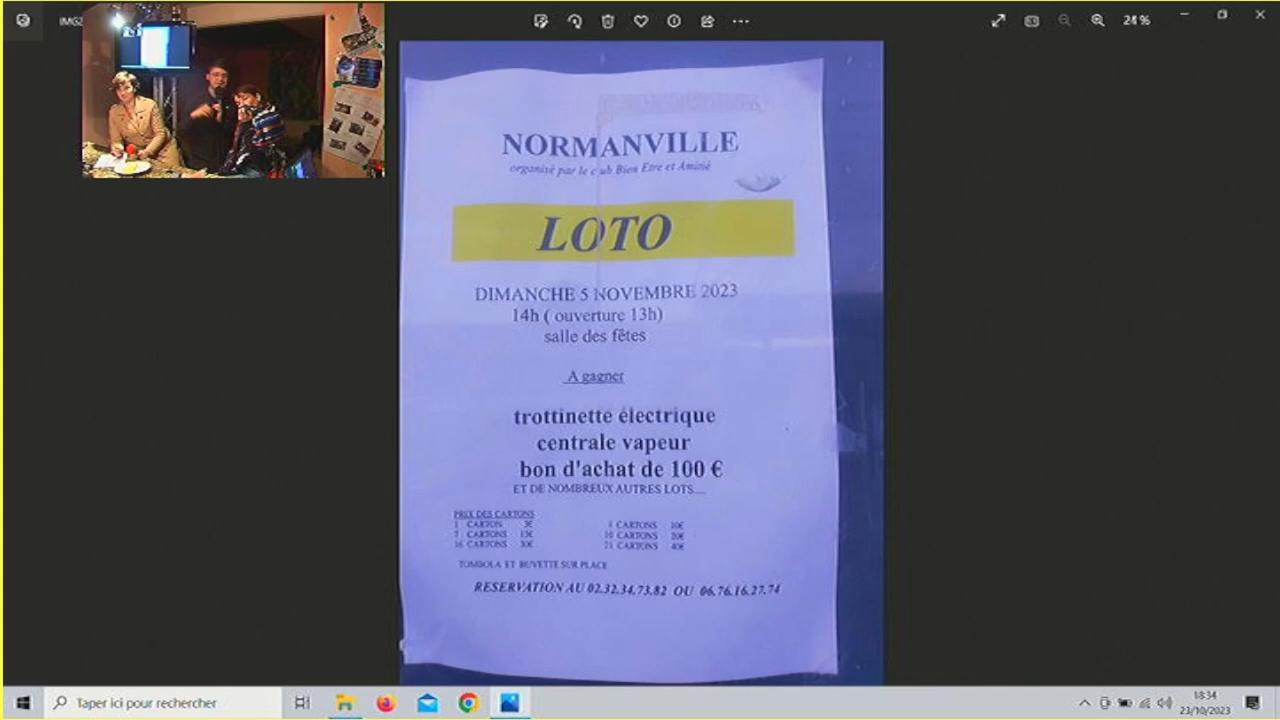 IMG2
24 %
NORMANVILLE
organisé par le club Bien Etre et Amitié
LOTO
DIMANCHE 5 NOVEMBRE 2023
14h ( ouverture 13h)
salle des fêtes
A gagner
trottinette électrique
centrale vapeur
bon d'achat de 100 €
ET DE NOMBREUX AUTRES LOTS....
PRIX DES CARTONS
1 CARTON 3€
CARTONS 10€
7 CARTONS 15€
10 CARTONS 20€
16 CARTONS 30€
21 CARTONS 40€
TOMBOLA ET BUVETTE SUR PLACE
RESERVATION AU 02.32.34.73.82 OU 06.76.16.27.74
Taper ici pour rechercher
18:34
23/10/2023